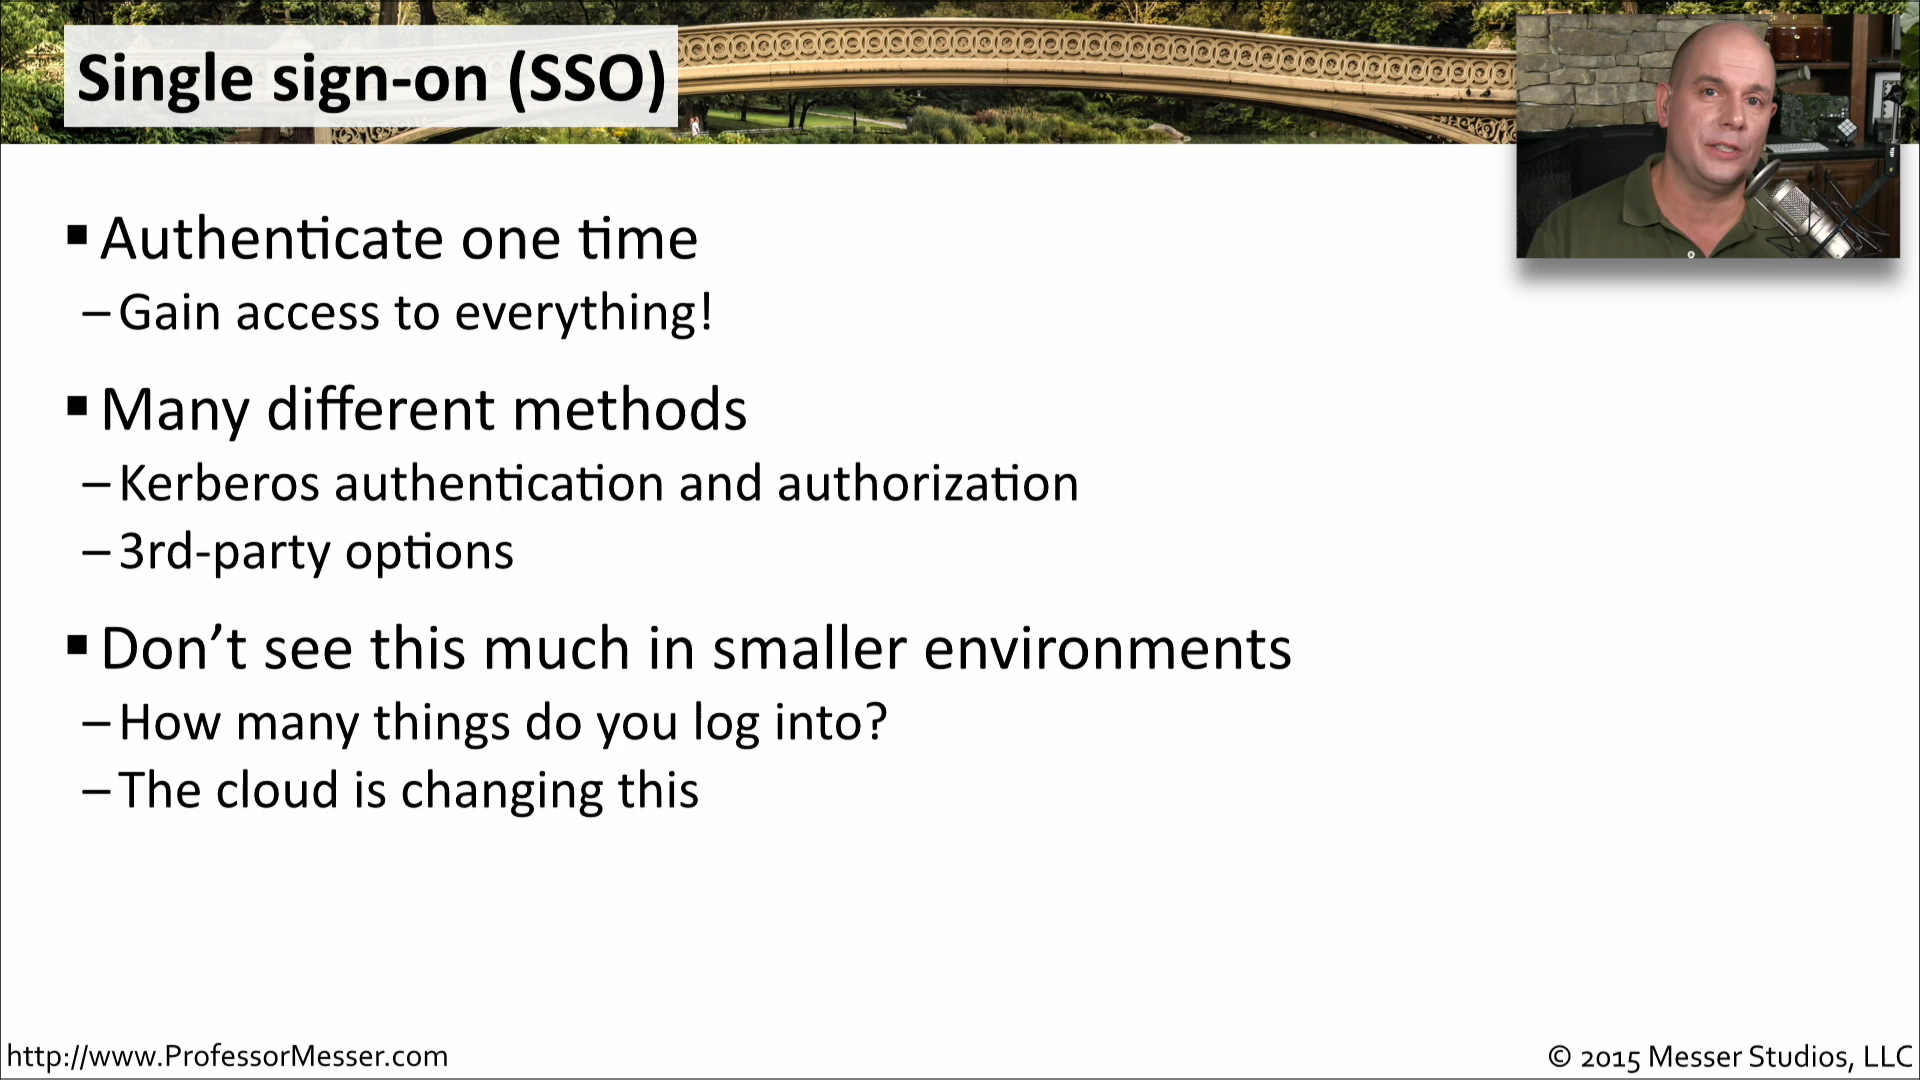 Single sign-on (SSO)
▪ Authenticate one time
– Gain access to everything!
▪ Many different methods
– Kerberos authentication and authorization
– 3rd-party options
▪ Don’t see this much in smaller environments
– How many things do you log into?
– The cloud is changing this
http://www.ProfessorMesser.com
© 2015 Messer Studios, LLC